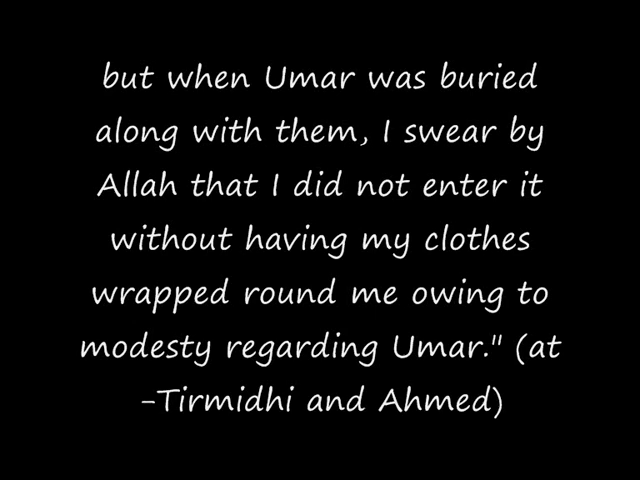 but when Umar was buried
along with them, I swear by
Allah that I did not enter it
without having my clothes
wrapped round me owing to
modesty regarding Umar." (at
-Tirmidhi and Ahmed)